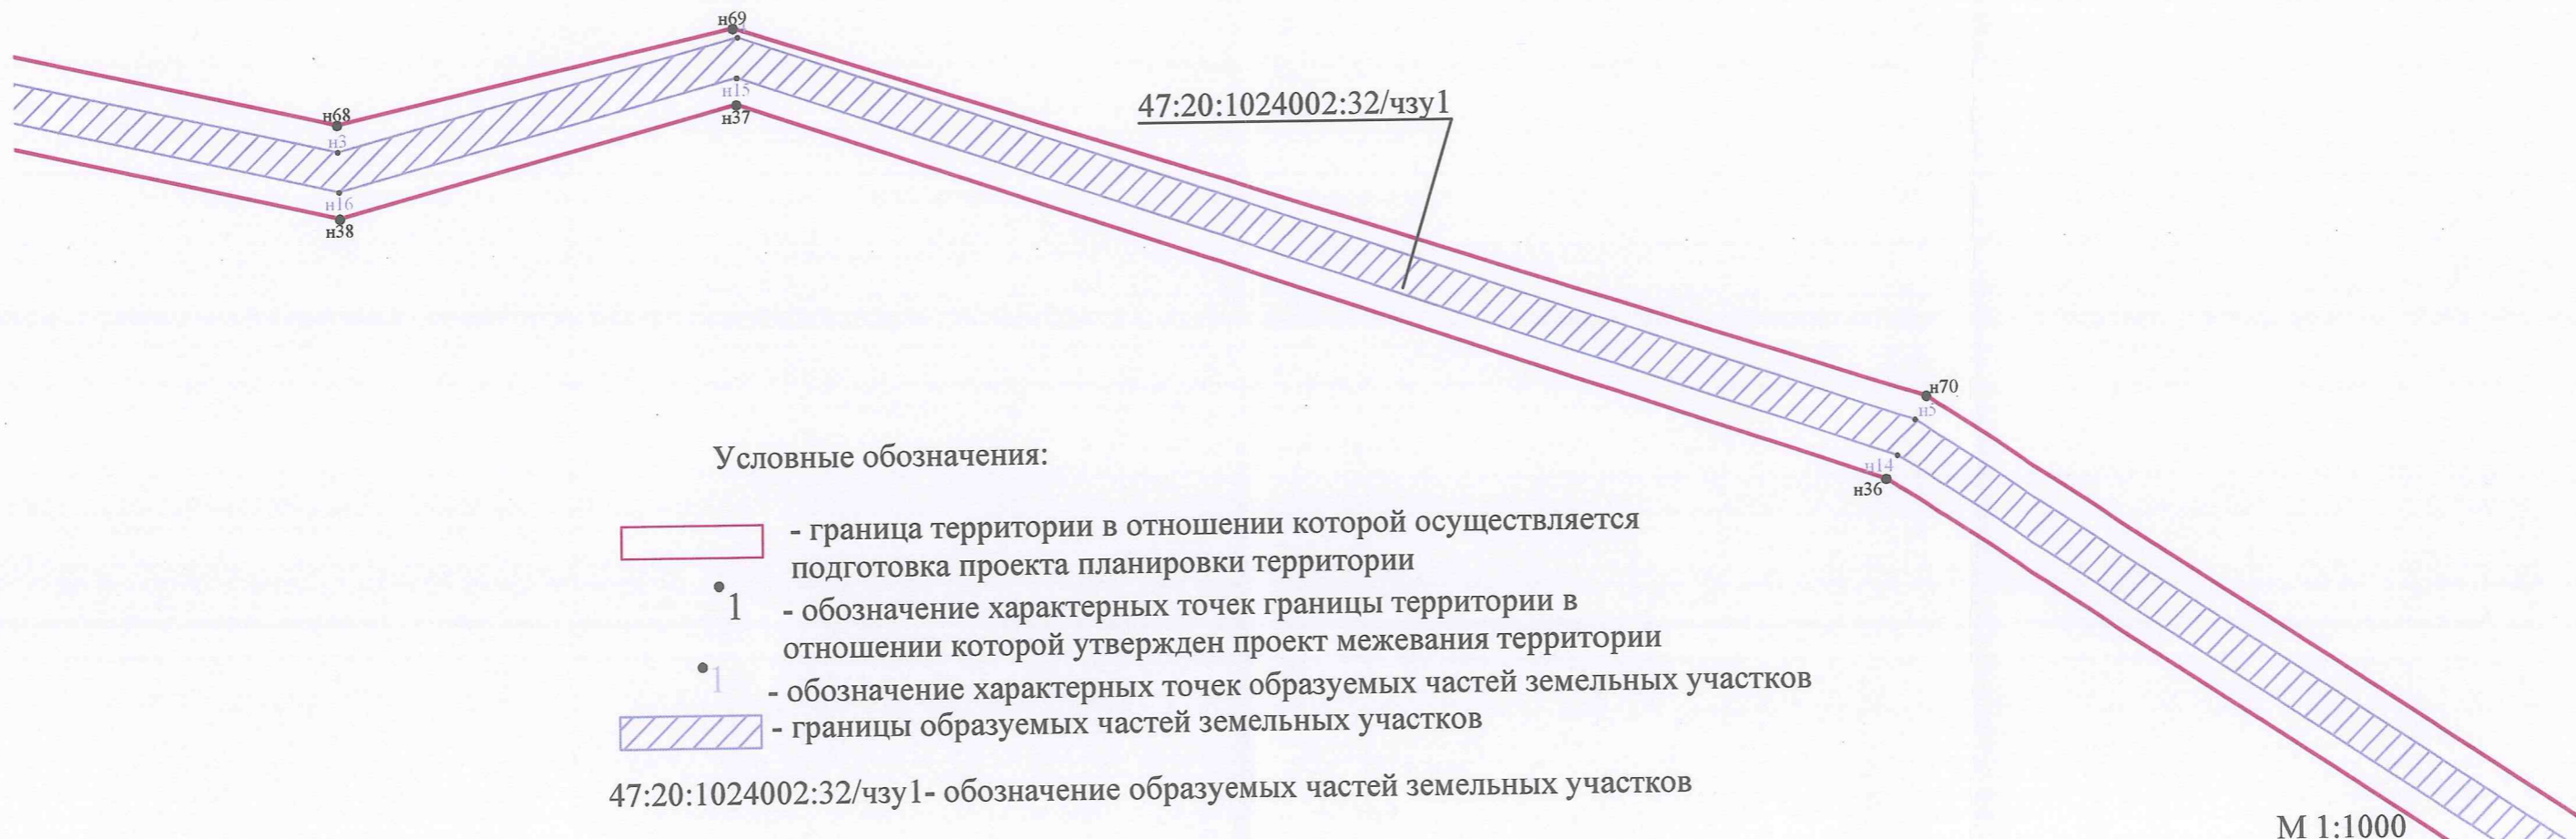 н69
н68
н3
н15
н37
н16
н38
47:20:1024002:32/чзу1
н70
н5
н14
н36
Условные обозначения:
- граница территории в отношении которой осуществляется
подготовка проекта планировки территории
1 - обозначение характерных точек границы территории в
отношении которой утвержден проект межевания территории
1 - обозначение характерных точек образуемых частей земельных участков
- границы образуемых частей земельных участков
47:20:1024002:32/чзу1- обозначение образуемых частей земельных участков
М 1:1000